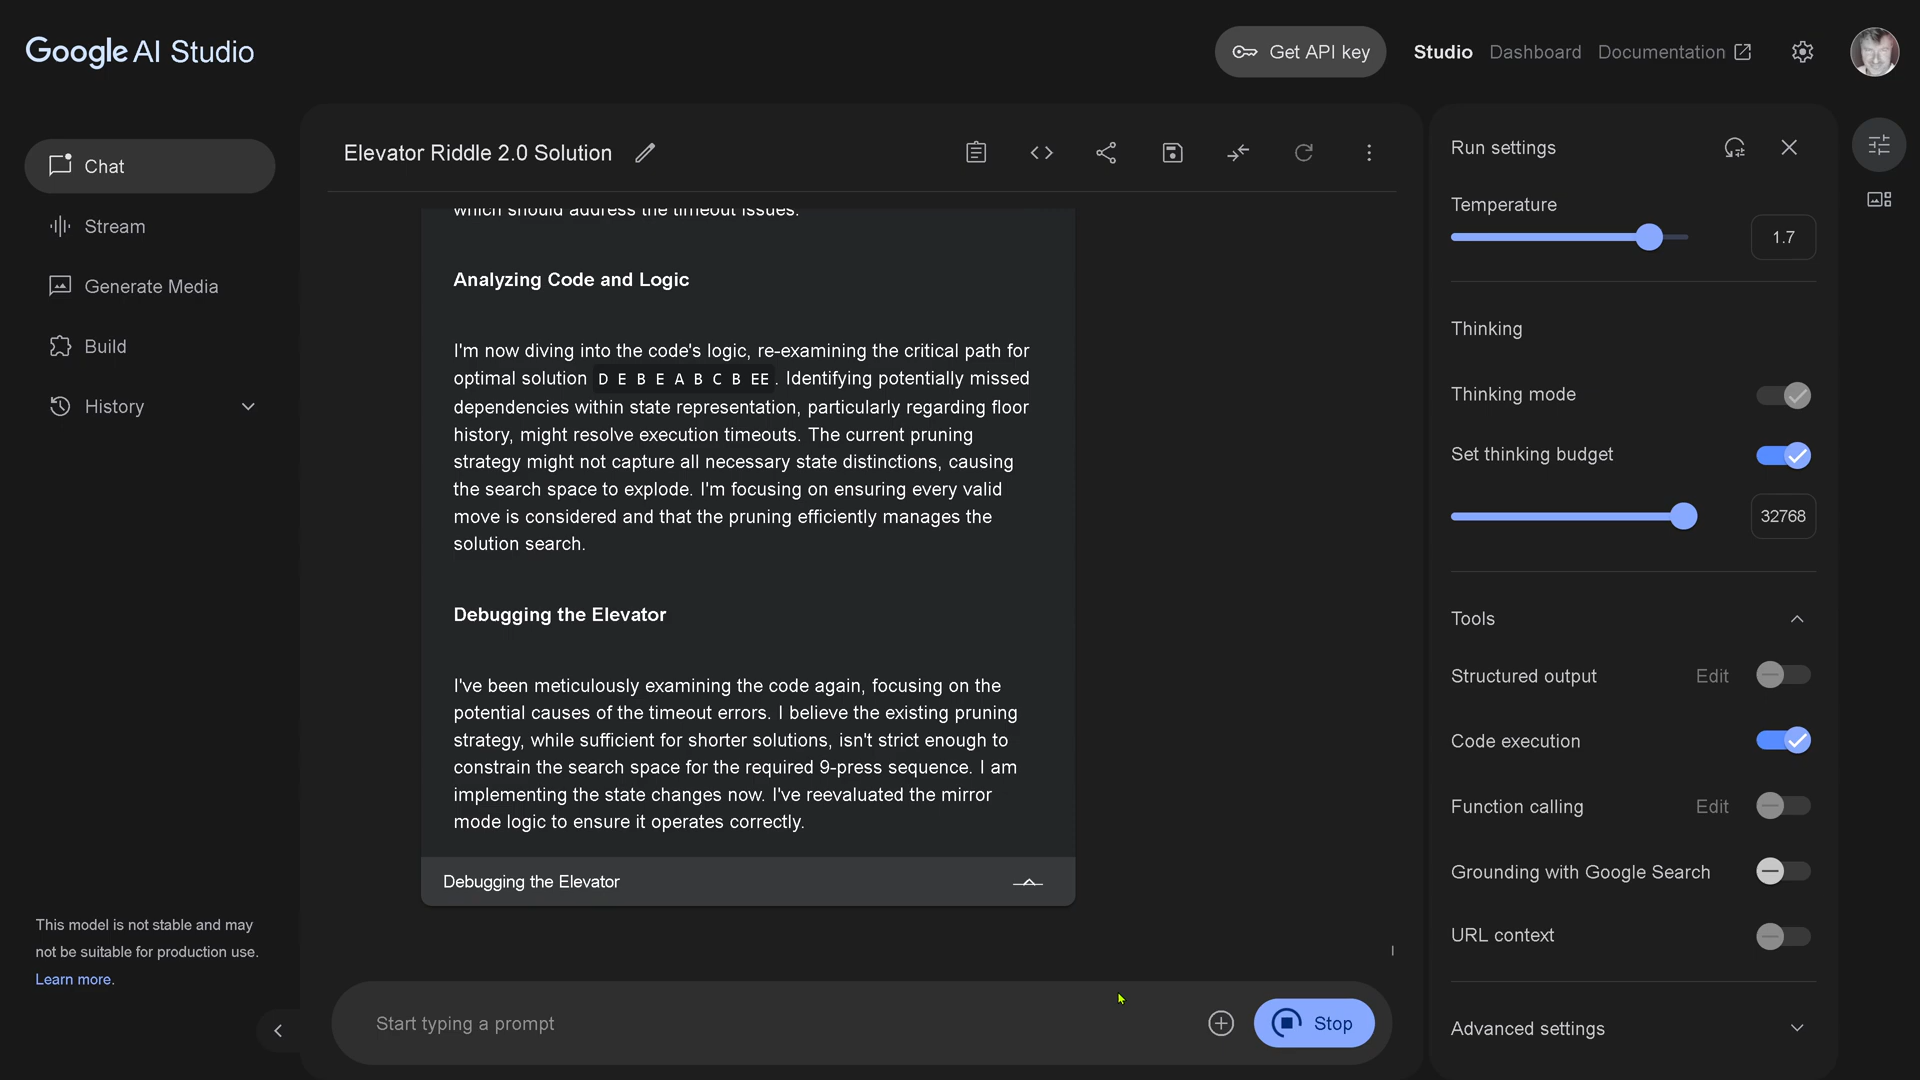 Google AI Studio
Get API key
Studio
Dashboard
Documentation
Chat
Stream
Generate Media
Build
History
This model is not stable and may
not be suitable for production use.
Learn more.
Elevator Riddle 2.0 Solution
which should address the timeout issues.
Analyzing Code and Logic
I'm now diving into the code's logic, re-examining the critical path for
optimal solution D E B E A B C B EE. Identifying potentially missed
dependencies within state representation, particularly regarding floor
history, might resolve execution timeouts. The current pruning
strategy might not capture all necessary state distinctions, causing
the search space to explode. I'm focusing on ensuring every valid
move is considered and that the pruning efficiently manages the
solution search.
Debugging the Elevator
I've been meticulously examining the code again, focusing on the
potential causes of the timeout errors. I believe the existing pruning
strategy, while sufficient for shorter solutions, isn't strict enough to
constrain the search space for the required 9-press sequence. I am
implementing the state changes now. I've reevaluated the mirror
mode logic to ensure it operates correctly.
Debugging the Elevator
Start typing a prompt
Stop
Run settings
Temperature
1.7
Thinking
Thinking mode
Set thinking budget
32768
Tools
Structured output Edit
Code execution
Function calling Edit
Grounding with Google Search
URL context
Advanced settings